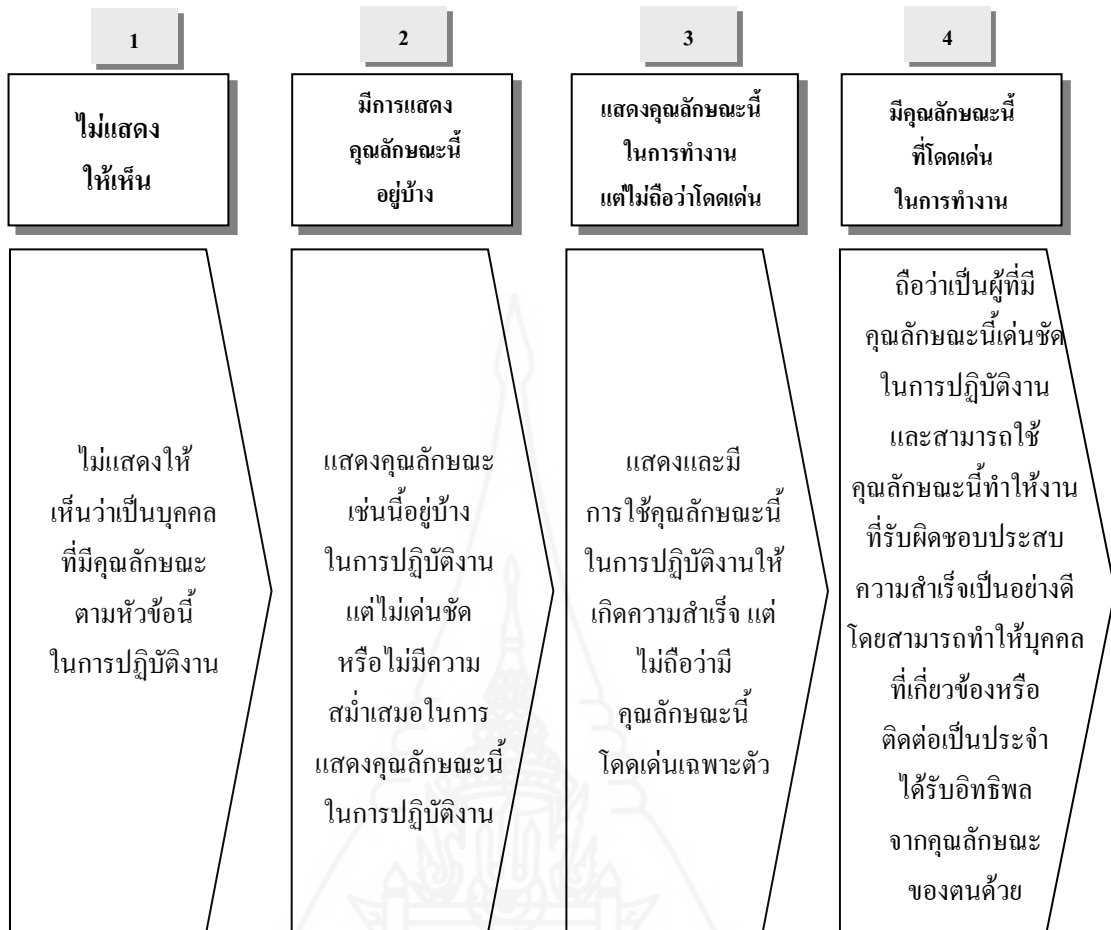 1
ไม่แสดง
ให้เห็น
ไม่แสดงให้
เห็นว่าเป็นบุคคล
ที่มีคุณลักษณะ
ตามหัวข้อนี้
ในการปฏิบัติงาน
2
มีการแสดง
คุณลักษณะนี้
อยู่บ้าง
แสดงคุณลักษณะ
เช่นนี้อยู่บ้าง
ในการปฏิบัติงาน
แต่ไม่เด่นชัด
หรือไม่มีความ
สม่ำเสมอในการ
แสดงคุณลักษณะนี้
ในการปฏิบัติงาน
3
แสดงคุณลักษณะนี้
ในการทำงาน
แต่ไม่ถือว่าโดดเด่น
แสดงและมี
การใช้คุณลักษณะนี้
ในการปฏิบัติงานให้
เกิดความสำเร็จ แต่
ไม่ถือว่ามี
คุณลักษณะนี้
โดดเด่นเฉพาะตัว
4
มีคุณลักษณะนี้
ที่โดดเด่น
ในการทำงาน
ถือว่าเป็นผู้ที่มี
คุณลักษณะนี้เด่นชัด
ในการปฏิบัติงาน
และสามารถใช้
คุณลักษณะนี้ทำให้งาน
ที่รับผิดชอบประสบ
ความสำเร็จเป็นอย่างดี
โดยสามารถทำให้บุคคล
ที่เกี่ยวข้องหรือ
ติดต่อเป็นประจำ
ได้รับอิทธิพล
จากคุณลักษณะ
ของตนด้วย